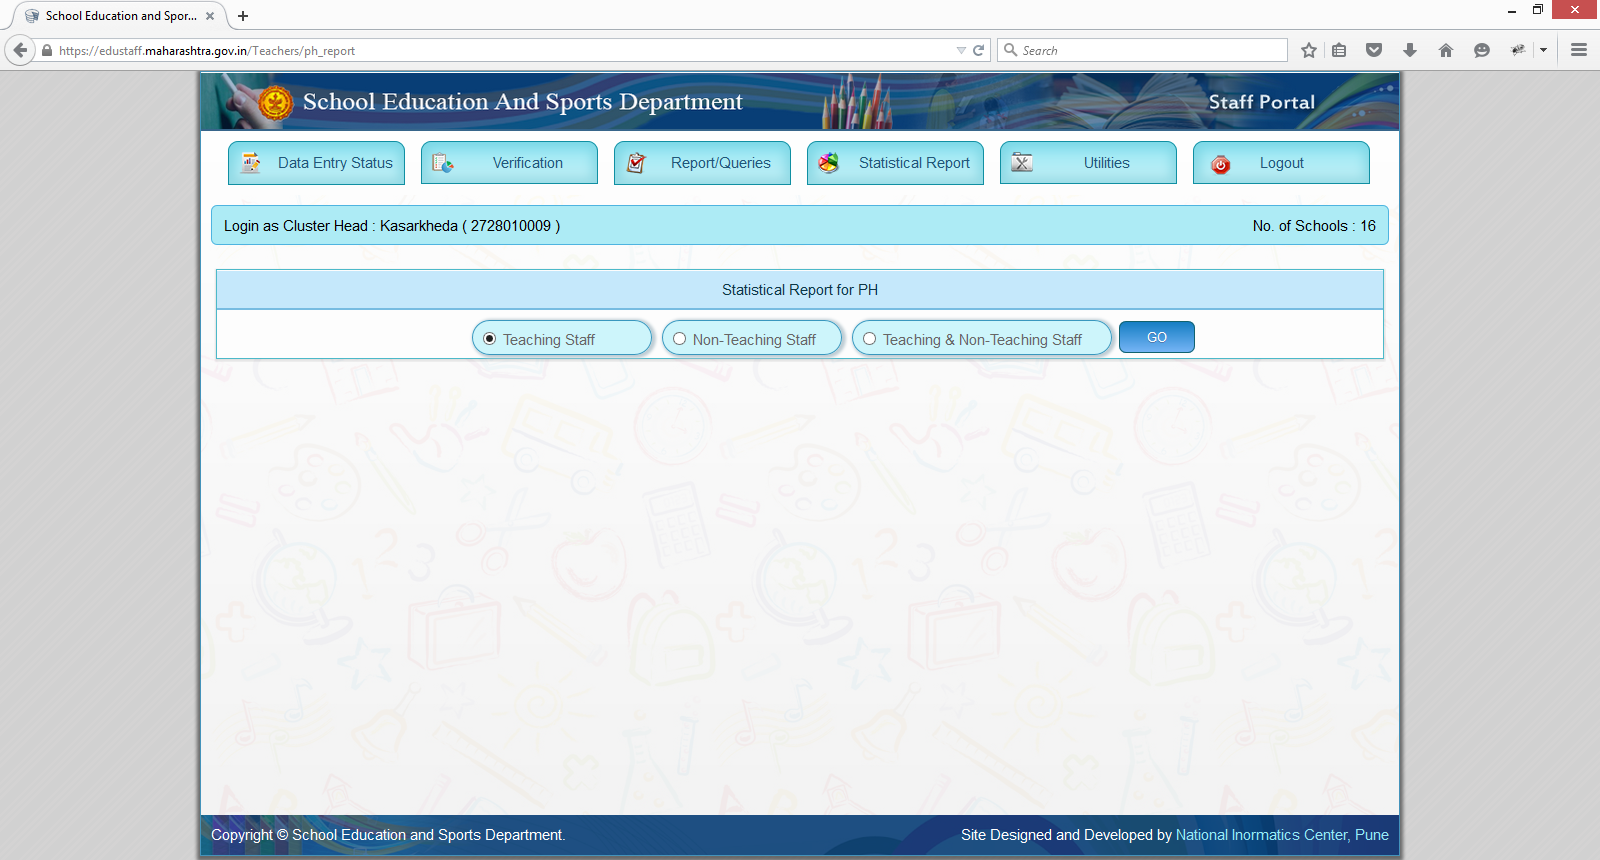 School Education and Spor...
https://edustaff.maharashtra.gov.in/Teachers/ph_report
Search
School Education And Sports Department
Staff Portal
Data Entry Status
Verification
Report/Queries
Statistical Report
Utilities
Logout
Login as Cluster Head : Kasarkheda ( 2728010009 )
No. of Schools : 16
Statistical Report for PH
Teaching Staff
Non-Teaching Staff
Teaching & Non-Teaching Staff
GO
Copyright © School Education and Sports Department.
Site Designed and Developed by National Inormatics Center, Pune